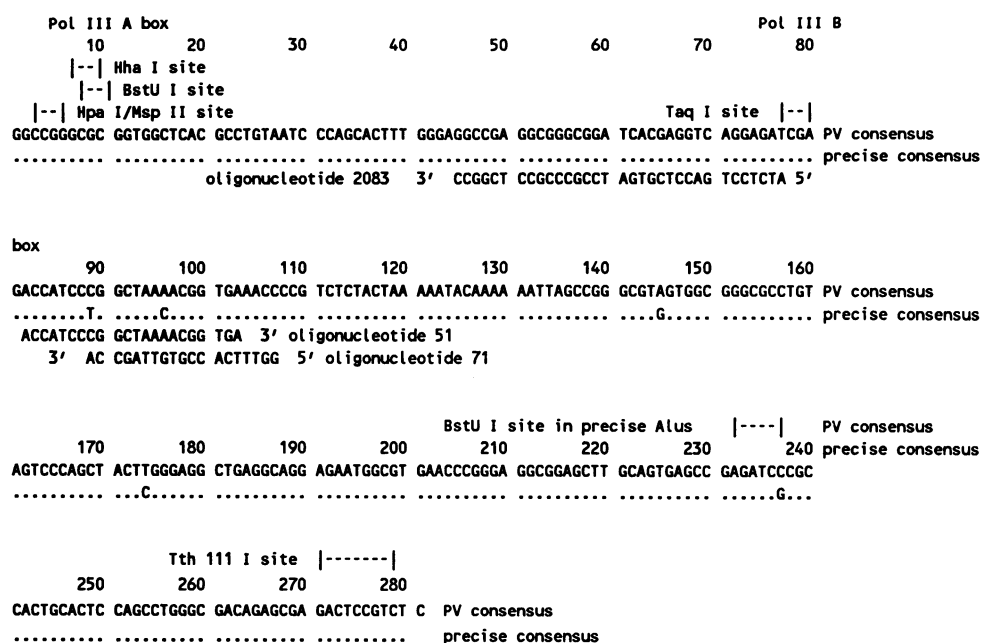 Pol III A box Pol III B
10 20 30 40 50 60 70 80
|--| Hha I site
|--| BstU I site
|--| Hpa I/Msp II site Taq I site |--|
GGCCGGGCGC GGTGGCTCAC GCCTGTAATC CCAGCACTTT GGGAGGCCGA GGCGGGCGGA TCACGAGGTC AGGAGATCGA PV consensus
.......... .......... .......... .......... .......... .......... .......... .......... precise consensus
oligonucleotide 2083 3' CCGGCT CCGCCCGCCT AGTGCTCCAG TCCTCTA 5'
box
90 100 110 120 130 140 150 160
GACCATCCCG GCTAAAACGG TGAAACCCCG TCTCTACTAA AAATACAAAA AATTAGCCGG GCGTAGTGGC GGGCGCCTGT PV consensus
........T. .....C.... .......... .......... .......... .......... ....G..... .......... precise consensus
ACCATCCCG GCTAAAACGG TGA 3' oligonucleotide 51
3' AC CGATTGTGCC ACTTTGG 5' oligonucleotide 71
BstU I site in precise Alus |----| PV consensus
170 180 190 200 210 220 230 240 precise consensus
AGTCCCAGCT ACTTGGGAGG CTGAGGCAGG AGAATGGCGT GAACCCGGGA GGCGGAGCTT GCAGTGAGCC GAGATCCCGC
.......... ...C...... .......... .......... .......... .......... .......... ......G...
Tth 111 I site |-------|
250 260 270 280
CACTGCACTC CAGCCTGGGC GACAGAGCGA GACTCCGTCT C PV consensus
.......... .......... .......... .......... precise consensus